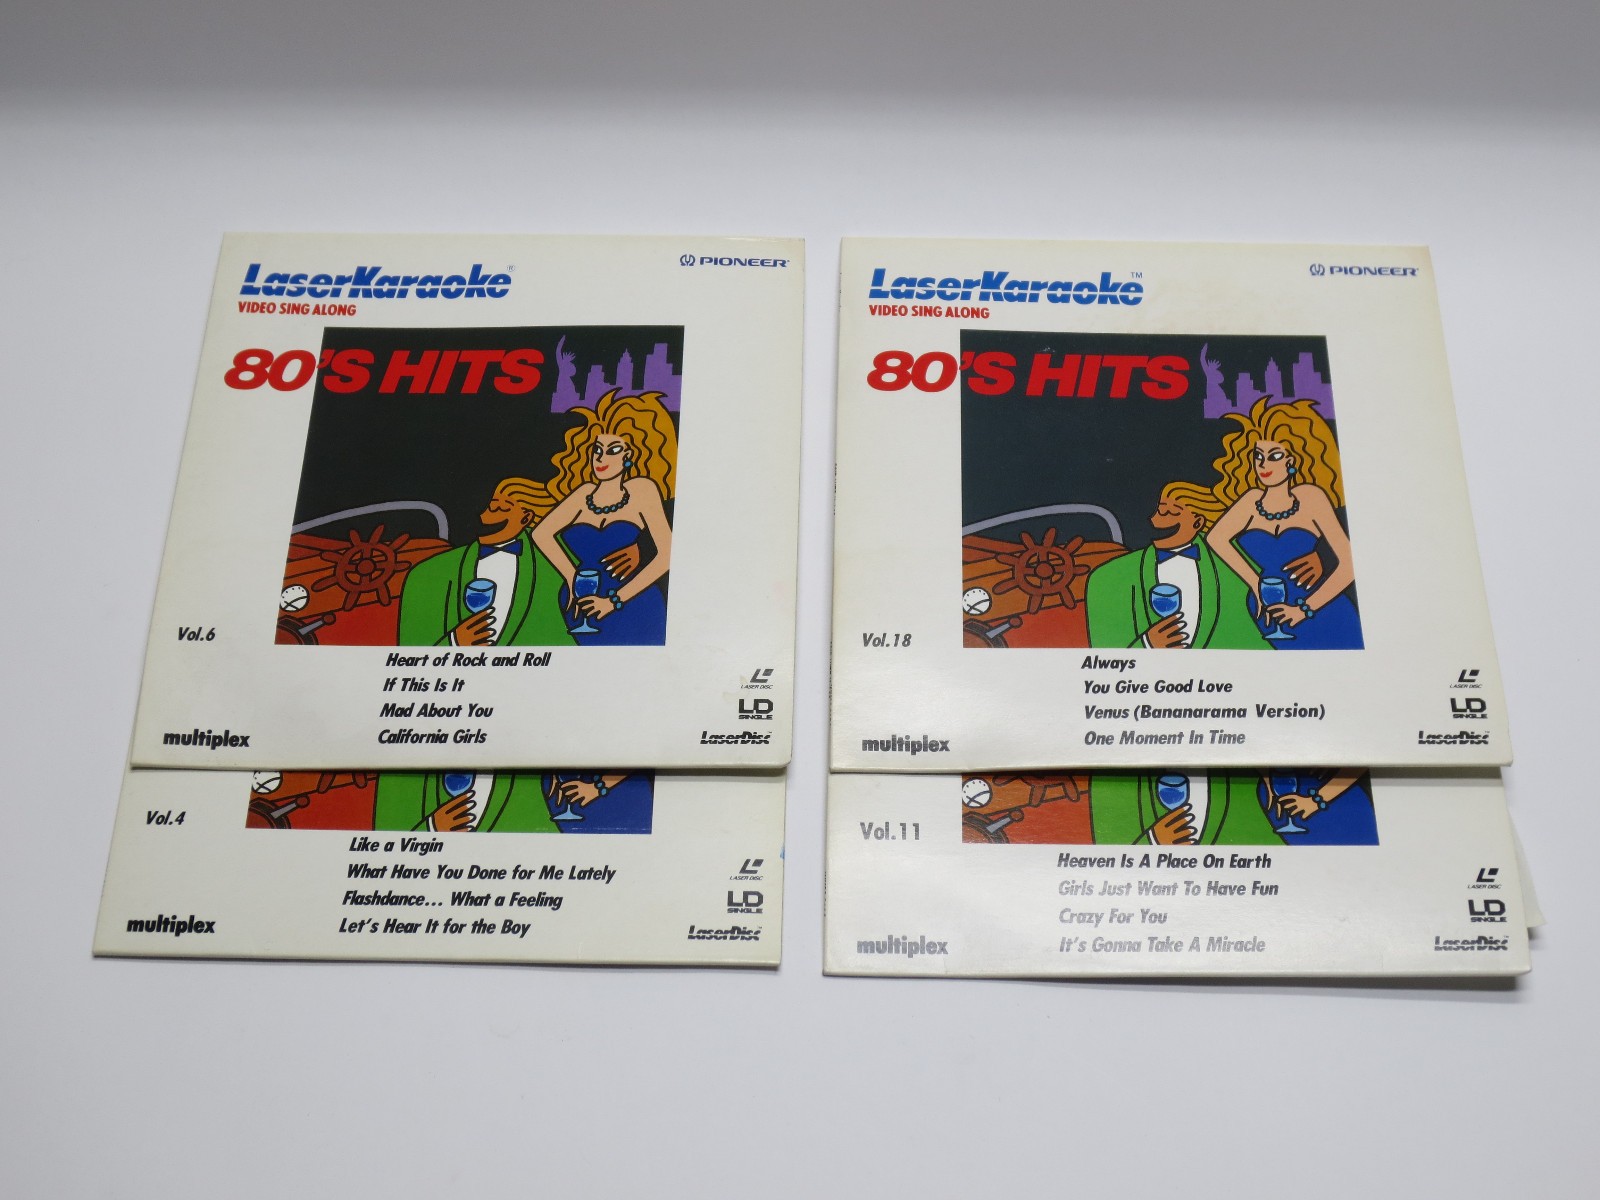 LaserKaraoke®
PIONEER®
VIDEO SING ALONG
80'S HITS
Vol.6
Heart of Rock and Roll
If This Is It
Mad About You
California Girls
multiplex
LASER DISC
LD
SINGLE
LaserDisc™
Vol.4
Like a Virgin
What Have You Done for Me Lately
Flashdance... What a Feeling
Let's Hear It for the Boy
multiplex
LASER DISC
LD
SINGLE
LaserDisc™
LaserKaraoke™
PIONEER®
VIDEO SING ALONG
80'S HITS
Vol.18
Always
You Give Good Love
Venus (Bananarama Version)
One Moment In Time
multiplex
LASER DISC
LD
SINGLE
LaserDisc™
Vol.11
Heaven Is A Place On Earth
Girls Just Want To Have Fun
Crazy For You
It's Gonna Take A Miracle
multiplex
LASER DISC
LD
SINGLE
LaserDisc™